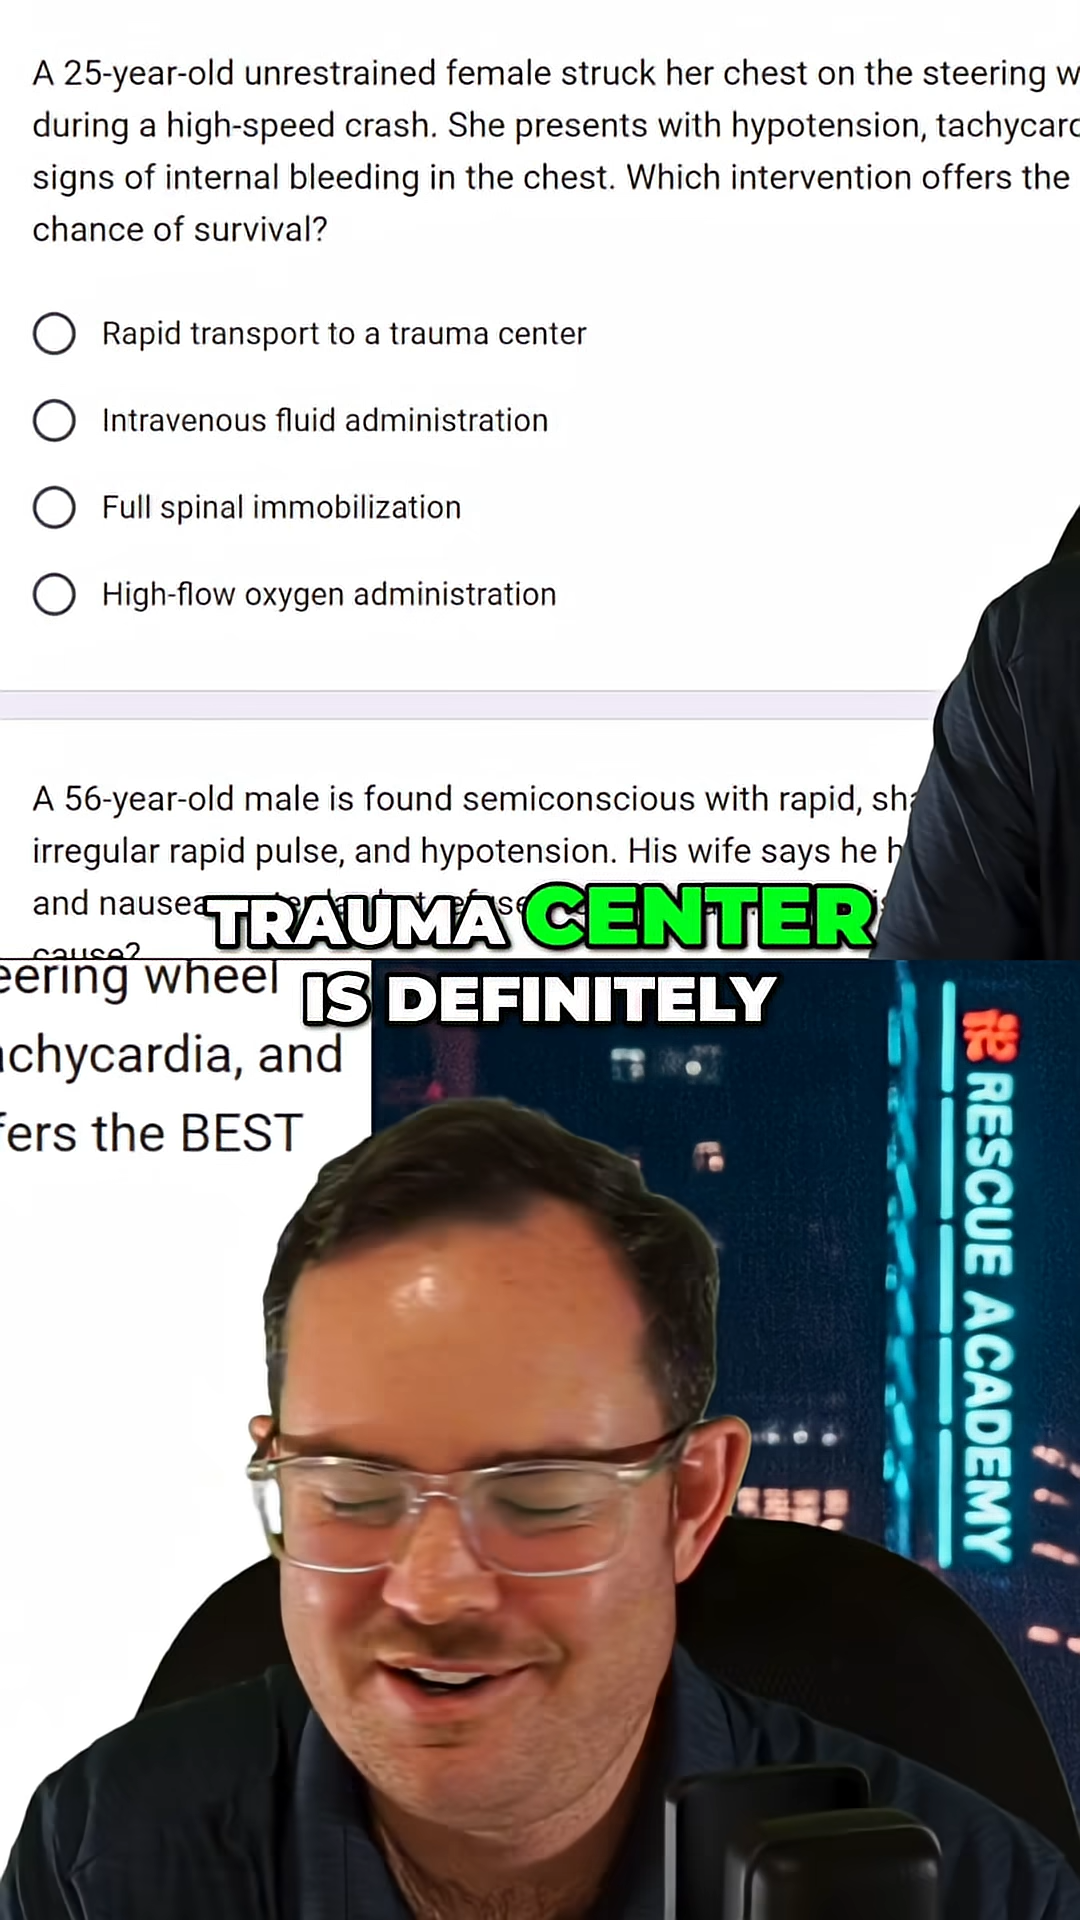 A 25-year-old unrestrained female struck her chest on the steering w
during a high-speed crash. She presents with hypotension, tachycard
signs of internal bleeding in the chest. Which intervention offers the
chance of survival?
Rapid transport to a trauma center
Intravenous fluid administration
Full spinal immobilization
High-flow oxygen administration
A 56-year-old male is found semiconscious with rapid, sha
irregular rapid pulse, and hypotension. His wife says he h
and nausea
cause?
TRAUMA CENTER
IS DEFINITELY
eering wheel
achycardia, and
fers the BEST
RESCUE ACADEMY